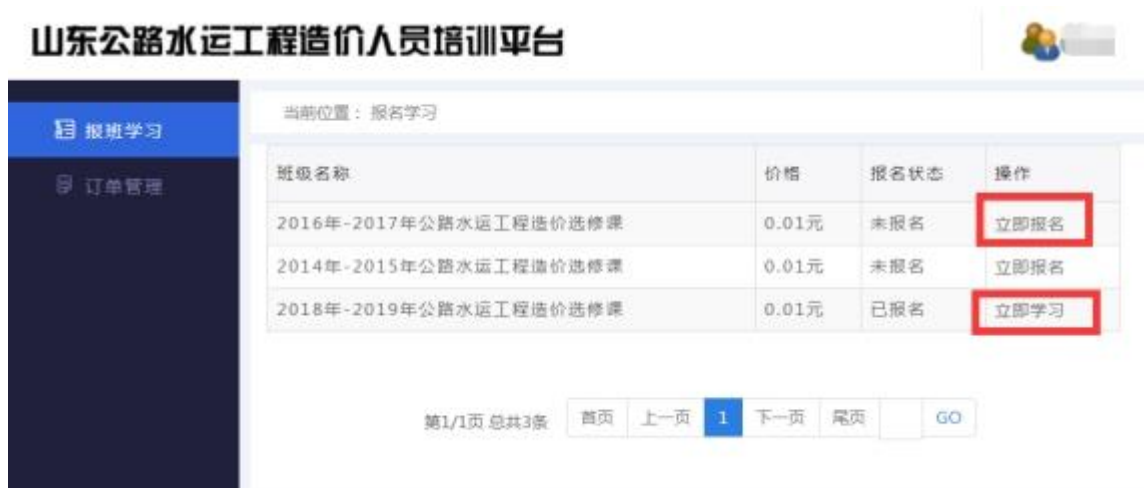 山东公路水运工程造价人员培训平台
报班学习
订单管理
当前位置： 报名学习
班级名称 价格 报名状态 操作
2016年-2017年公路水运工程造价选修课 0.01元 未报名 立即报名
2014年-2015年公路水运工程造价选修课 0.01元 未报名 立即报名
2018年-2019年公路水运工程造价选修课 0.01元 已报名 立即学习
第1/1页 总共3条 首页 上一页 1 下一页 尾页 GO